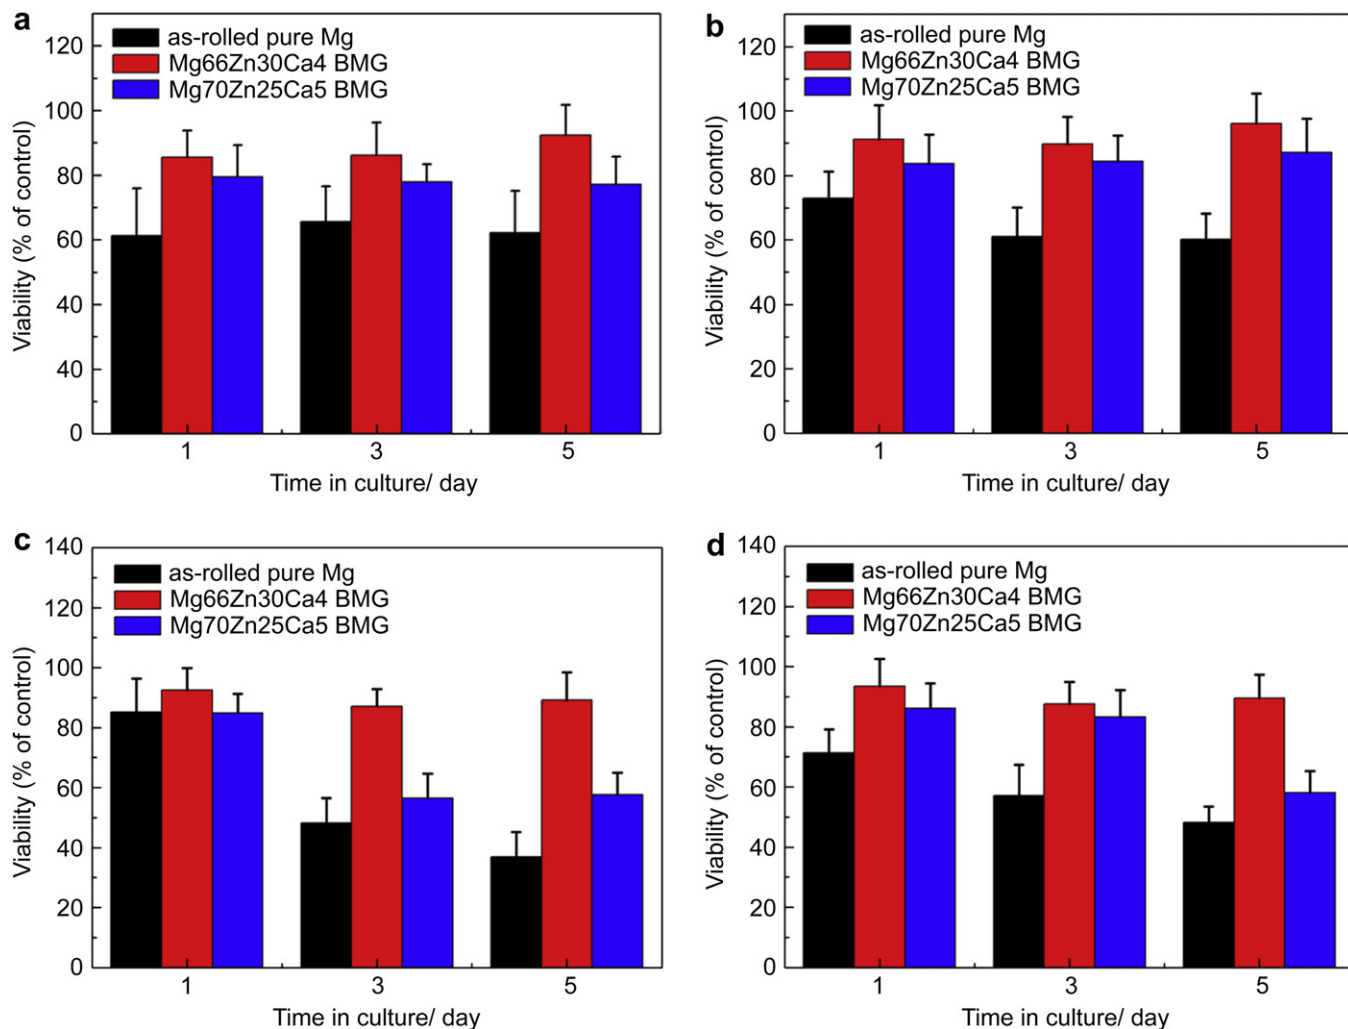 a
120
100
80
60
40
40
0
Viability (% of control)
as-rolled pure Mg
Mg66Zn30Ca4 BMG
Mg70Zn25Ca5 BMG
1 3 5
Time in culture/ day
b
120
100
80
60
40
20
0
Viability (% of control)
as-rolled pure Mg
Mg66Zn30Ca4 BMG
Mg70Zn25Ca5 BMG
1 3 5
Time in culture/ day
c
140
120
100
80
60
40
20
0
Viability (% of control)
as-rolled pure Mg
Mg66Zn30Ca4 BMG
Mg70Zn25Ca5 BMG
1 3 5
Time in culture/ day
d
140
120
100
80
60
40
20
0
Viability (% of control)
as-rolled pure Mg
Mg66Zn30Ca4 BMG
Mg70Zn25Ca5 BMG
1 3 5
Time in culture/ day